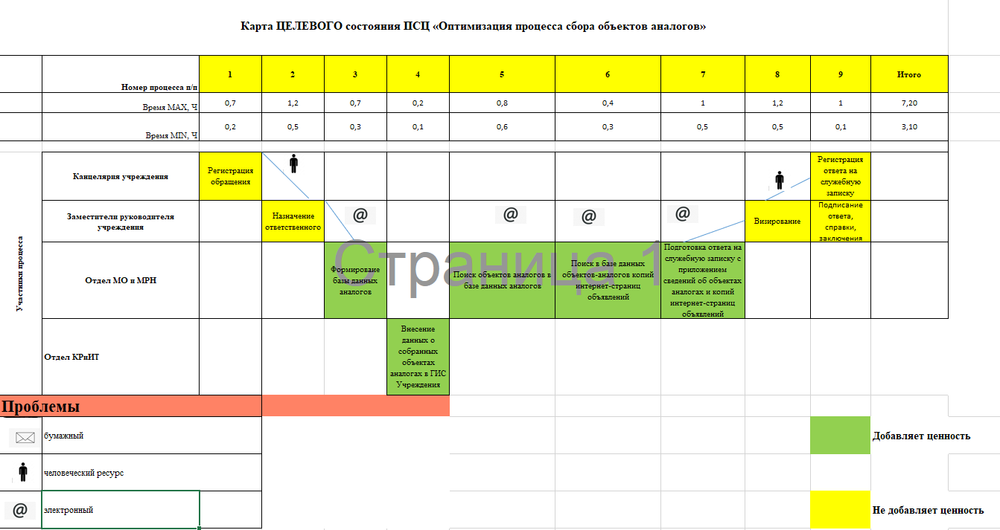 Карта ЦЕЛЕВОГО состояния ПСЦ «Оптимизация процесса сбора объектов аналогов»
Номер процесса п/п 1 2 3 4 5 6 7 8 9 Итого
Время MAX, Ч 0,7 1,2 0,7 0,2 0,8 0,4 1 1,2 1 7,20
Время MIN, Ч 0,2 0,5 0,3 0,1 0,6 0,3 0,5 0,5 0,1 3,10
Участники процесса
Канцелярия учреждения
Регистрация
обращения
Регистрация
ответа на
служебную
записку
Заместители руководителя
учреждения
Назначение
ответственного
@
@
@
@
Визирование
Подписание
ответа,
справки,
заключения
Страница 1
Отдел МО и МРН
Формироване
базы данных
аналогов
Поиск объектов аналогов в
базе данных аналогов
Поиск в базе данных
объектов-аналогов копий
интернет-страниц
объявлений
Подготовка ответа на
служебную записку с
приложением
сведений об объектах
аналогах и копий
интернет-страниц
объявлений
Отдел КРиИТ
Внесение
данных о
собранных
объектах
аналогах в ГИС
Учреждения
Проблемы
бумажный
Добавляет ценность
человеческий ресурс
@ электронный
Не добавляет ценность